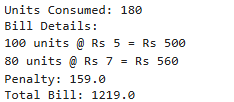 Units Consumed: 180
Bill Details:
100 units @ Rs 5 = Rs 500
80 units @ Rs 7 = Rs 560
Penalty: 159.0
Total Bill: 1219.0